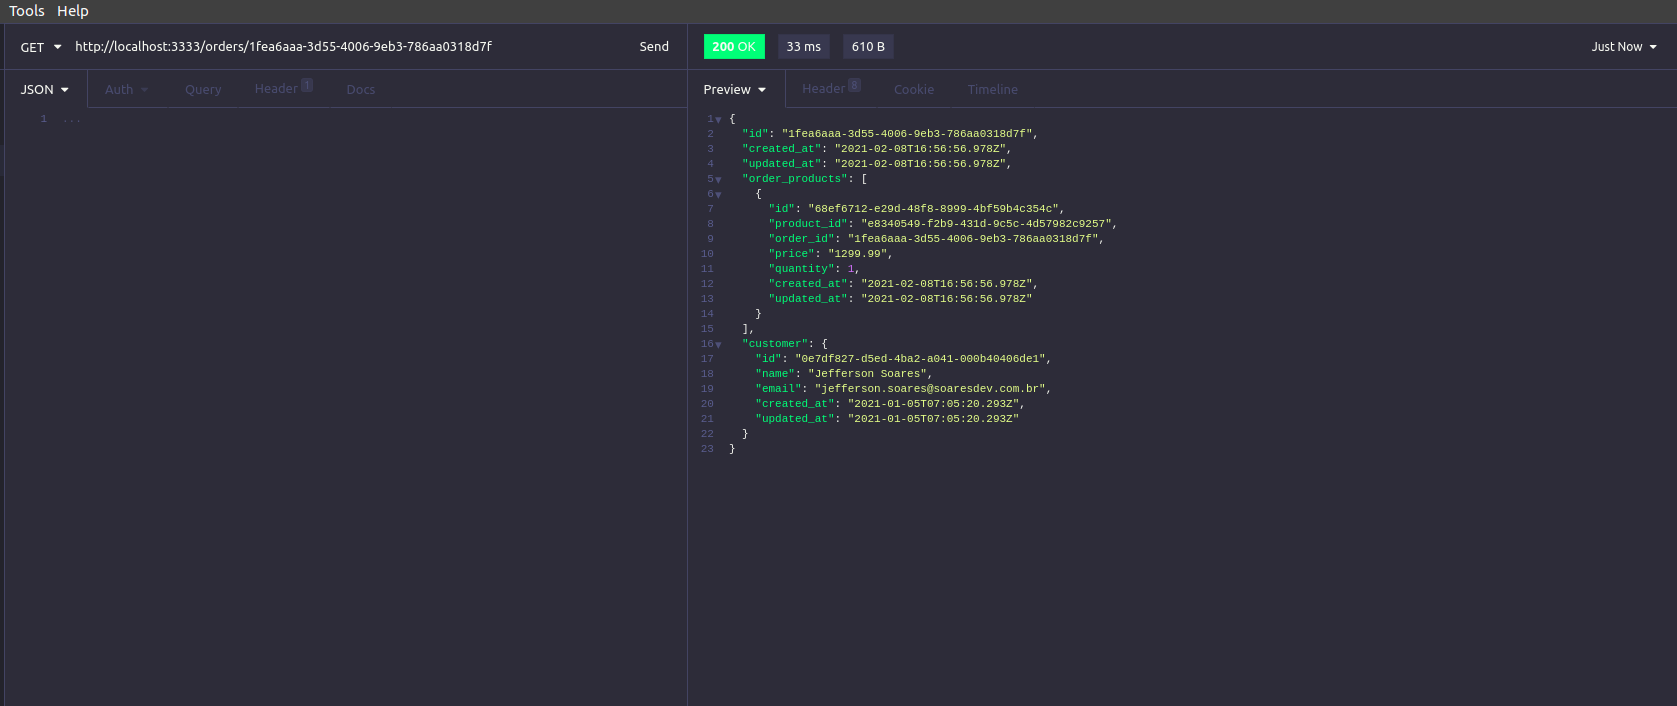 Tools Help
GET http://localhost:3333/orders/1fea6aaa-3d55-4006-9eb3-786aa0318d7f Send
200 OK 33 ms 610 B Just Now
JSON Auth Query Header 1 Docs
Preview Header 8 Cookie Timeline
1 ...
1 {
2 "id": "1fea6aaa-3d55-4006-9eb3-786aa0318d7f",
3 "created_at": "2021-02-08T16:56:56.978Z",
4 "updated_at": "2021-02-08T16:56:56.978Z",
5 "order_products": [
6 {
7 "id": "68ef6712-e29d-48f8-8999-4bf59b4c354c",
8 "product_id": "e8340549-f2b9-431d-9c5c-4d57982c9257",
9 "order_id": "1fea6aaa-3d55-4006-9eb3-786aa0318d7f",
10 "price": "1299.99",
11 "quantity": 1,
12 "created_at": "2021-02-08T16:56:56.978Z",
13 "updated_at": "2021-02-08T16:56:56.978Z"
14 }
15 ],
16 "customer": {
17 "id": "0e7df827-d5ed-4ba2-a041-000b40406de1",
18 "name": "Jefferson Soares",
19 "email": "jefferson.soares@soaresdev.com.br",
20 "created_at": "2021-01-05T07:05:20.293Z",
21 "updated_at": "2021-01-05T07:05:20.293Z"
22 }
23 }